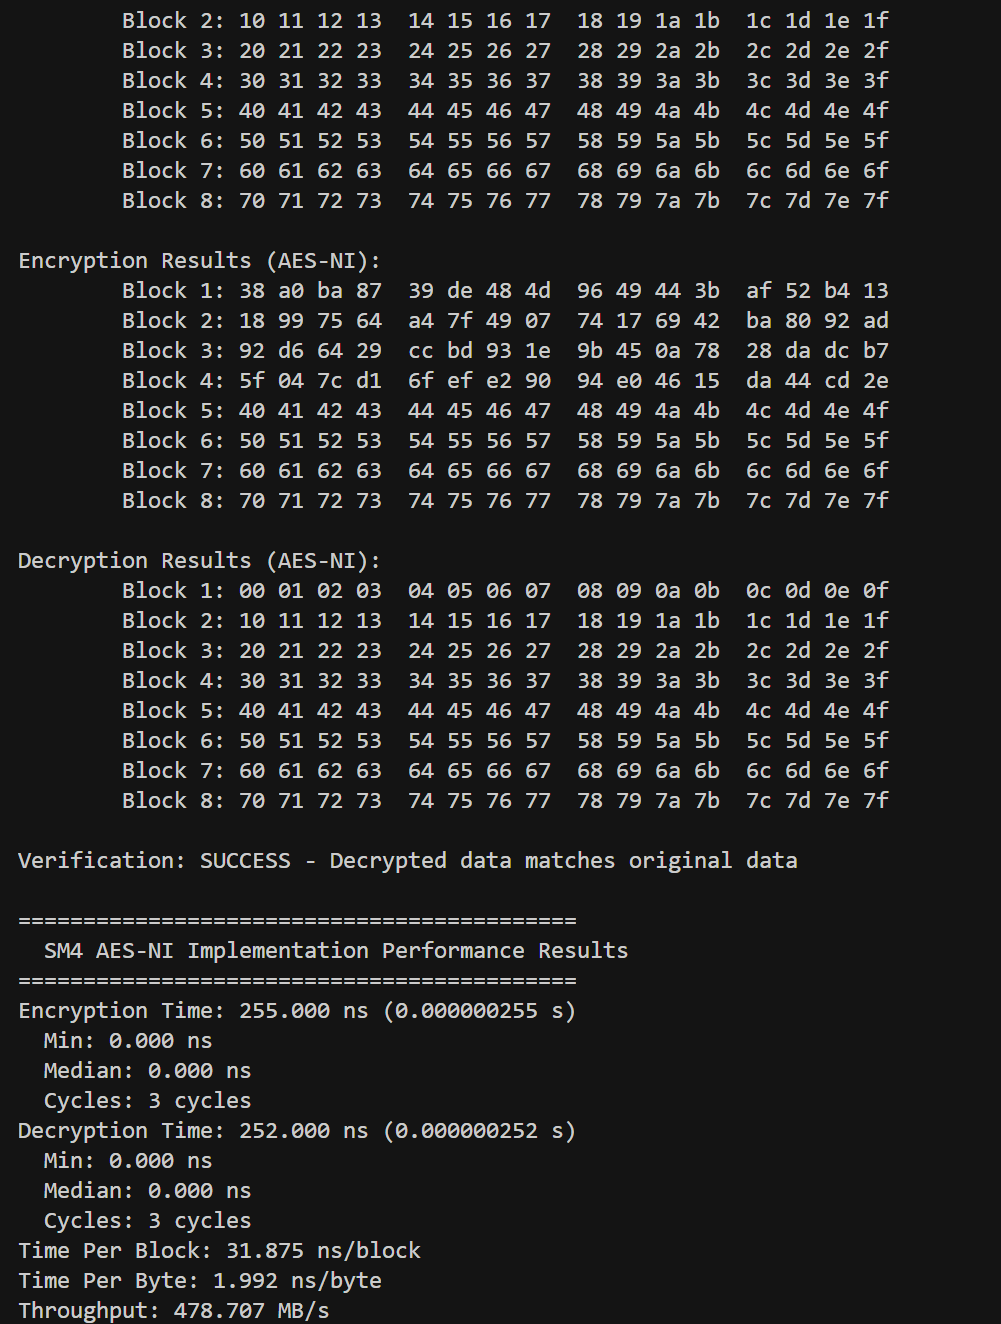 Block 2: 10 11 12 13  14 15 16 17  18 19 1a 1b  1c 1d 1e 1f
Block 3: 20 21 22 23  24 25 26 27  28 29 2a 2b  2c 2d 2e 2f
Block 4: 30 31 32 33  34 35 36 37  38 39 3a 3b  3c 3d 3e 3f
Block 5: 40 41 42 43  44 45 46 47  48 49 4a 4b  4c 4d 4e 4f
Block 6: 50 51 52 53  54 55 56 57  58 59 5a 5b  5c 5d 5e 5f
Block 7: 60 61 62 63  64 65 66 67  68 69 6a 6b  6c 6d 6e 6f
Block 8: 70 71 72 73  74 75 76 77  78 79 7a 7b  7c 7d 7e 7f
Encryption Results (AES-NI):
Block 1: 38 a0 ba 87  39 de 48 4d  96 49 44 3b  af 52 b4 13
Block 2: 18 99 75 64  a4 7f 49 07  74 17 69 42  ba 80 92 ad
Block 3: 92 d6 64 29  cc bd 93 1e  9b 45 0a 78  28 da dc b7
Block 4: 5f 04 7c d1  6f ef e2 90  94 e0 46 15  da 44 cd 2e
Block 5: 40 41 42 43  44 45 46 47  48 49 4a 4b  4c 4d 4e 4f
Block 6: 50 51 52 53  54 55 56 57  58 59 5a 5b  5c 5d 5e 5f
Block 7: 60 61 62 63  64 65 66 67  68 69 6a 6b  6c 6d 6e 6f
Block 8: 70 71 72 73  74 75 76 77  78 79 7a 7b  7c 7d 7e 7f
Decryption Results (AES-NI):
Block 1: 00 01 02 03  04 05 06 07  08 09 0a 0b  0c 0d 0e 0f
Block 2: 10 11 12 13  14 15 16 17  18 19 1a 1b  1c 1d 1e 1f
Block 3: 20 21 22 23  24 25 26 27  28 29 2a 2b  2c 2d 2e 2f
Block 4: 30 31 32 33  34 35 36 37  38 39 3a 3b  3c 3d 3e 3f
Block 5: 40 41 42 43  44 45 46 47  48 49 4a 4b  4c 4d 4e 4f
Block 6: 50 51 52 53  54 55 56 57  58 59 5a 5b  5c 5d 5e 5f
Block 7: 60 61 62 63  64 65 66 67  68 69 6a 6b  6c 6d 6e 6f
Block 8: 70 71 72 73  74 75 76 77  78 79 7a 7b  7c 7d 7e 7f
Verification: SUCCESS - Decrypted data matches original data
===========================================
SM4 AES-NI Implementation Performance Results
===========================================
Encryption Time: 255.000 ns (0.000000255 s)
Min: 0.000 ns
Median: 0.000 ns
Cycles: 3 cycles
Decryption Time: 252.000 ns (0.000000252 s)
Min: 0.000 ns
Median: 0.000 ns
Cycles: 3 cycles
Time Per Block: 31.875 ns/block
Time Per Byte: 1.992 ns/byte
Throughput: 478.707 MB/s